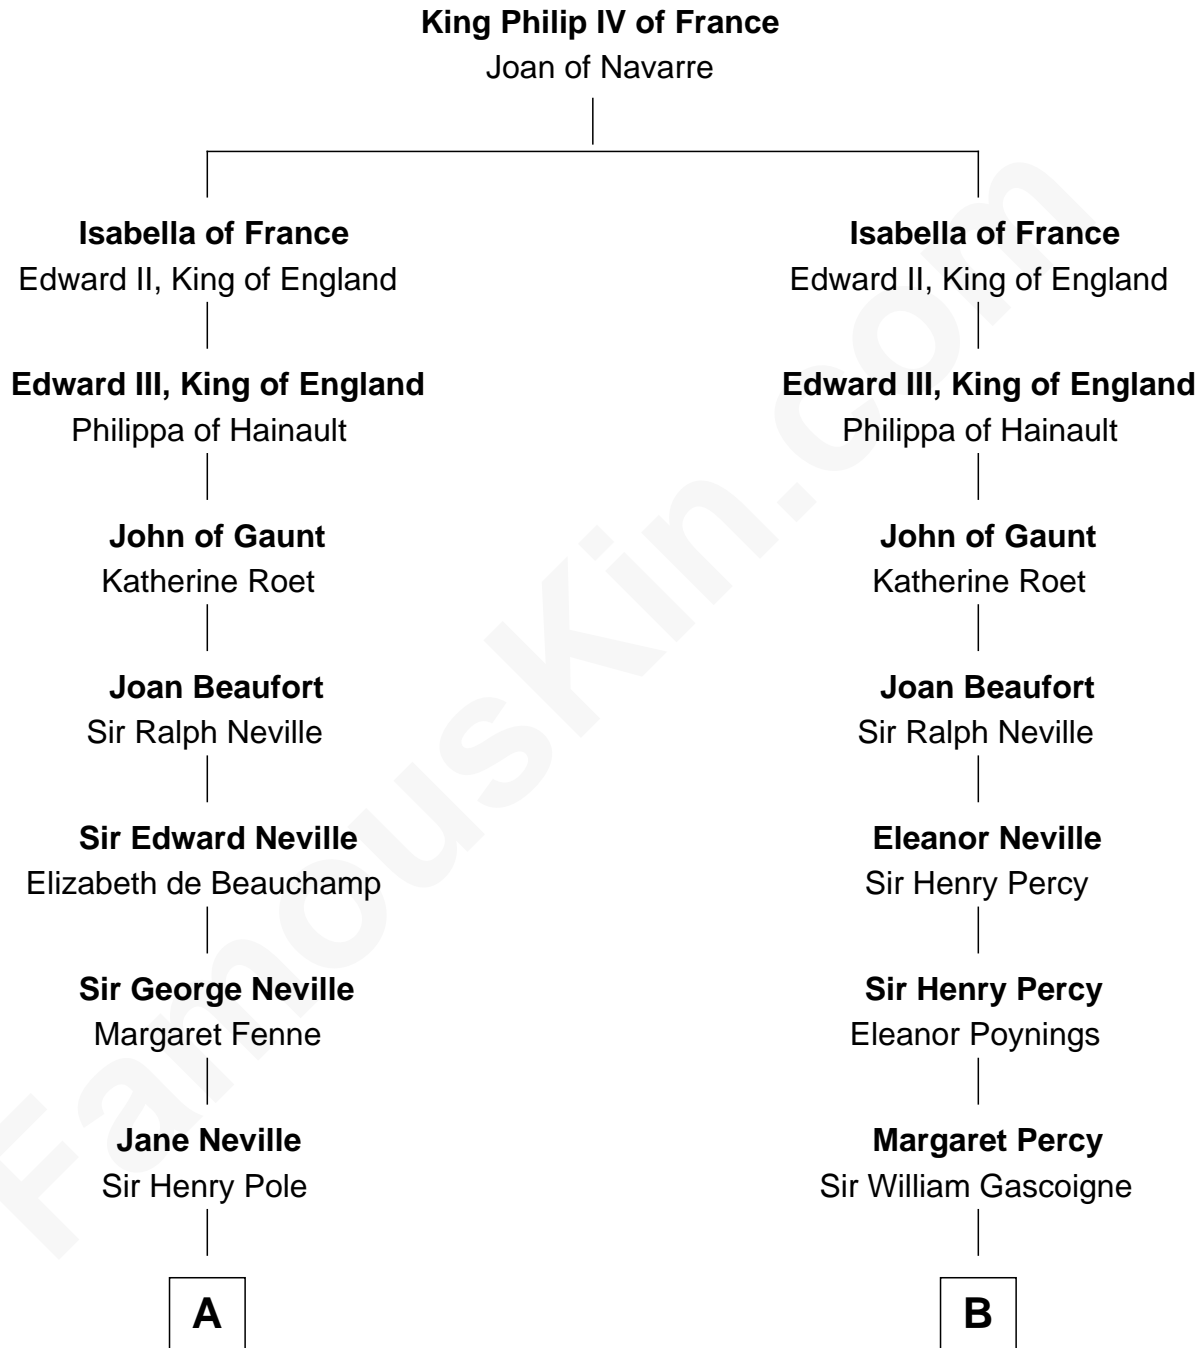 King Philip IV of France
Joan of Navarre
Isabella of France
Edward II, King of England
Edward III, King of England
Philippa of Hainault
John of Gaunt
Katherine Roet
Joan Beaufort
Sir Ralph Neville
Sir Edward Neville
Elizabeth de Beauchamp
Sir George Neville
Margaret Fenne
Jane Neville
Sir Henry Pole
A
Isabella of France
Edward II, King of England
Edward III, King of England
Philippa of Hainault
John of Gaunt
Katherine Roet
Joan Beaufort
Sir Ralph Neville
Eleanor Neville
Sir Henry Percy
Sir Henry Percy
Eleanor Poynings
Margaret Percy
Sir William Gascoigne
B
FamousKin.com